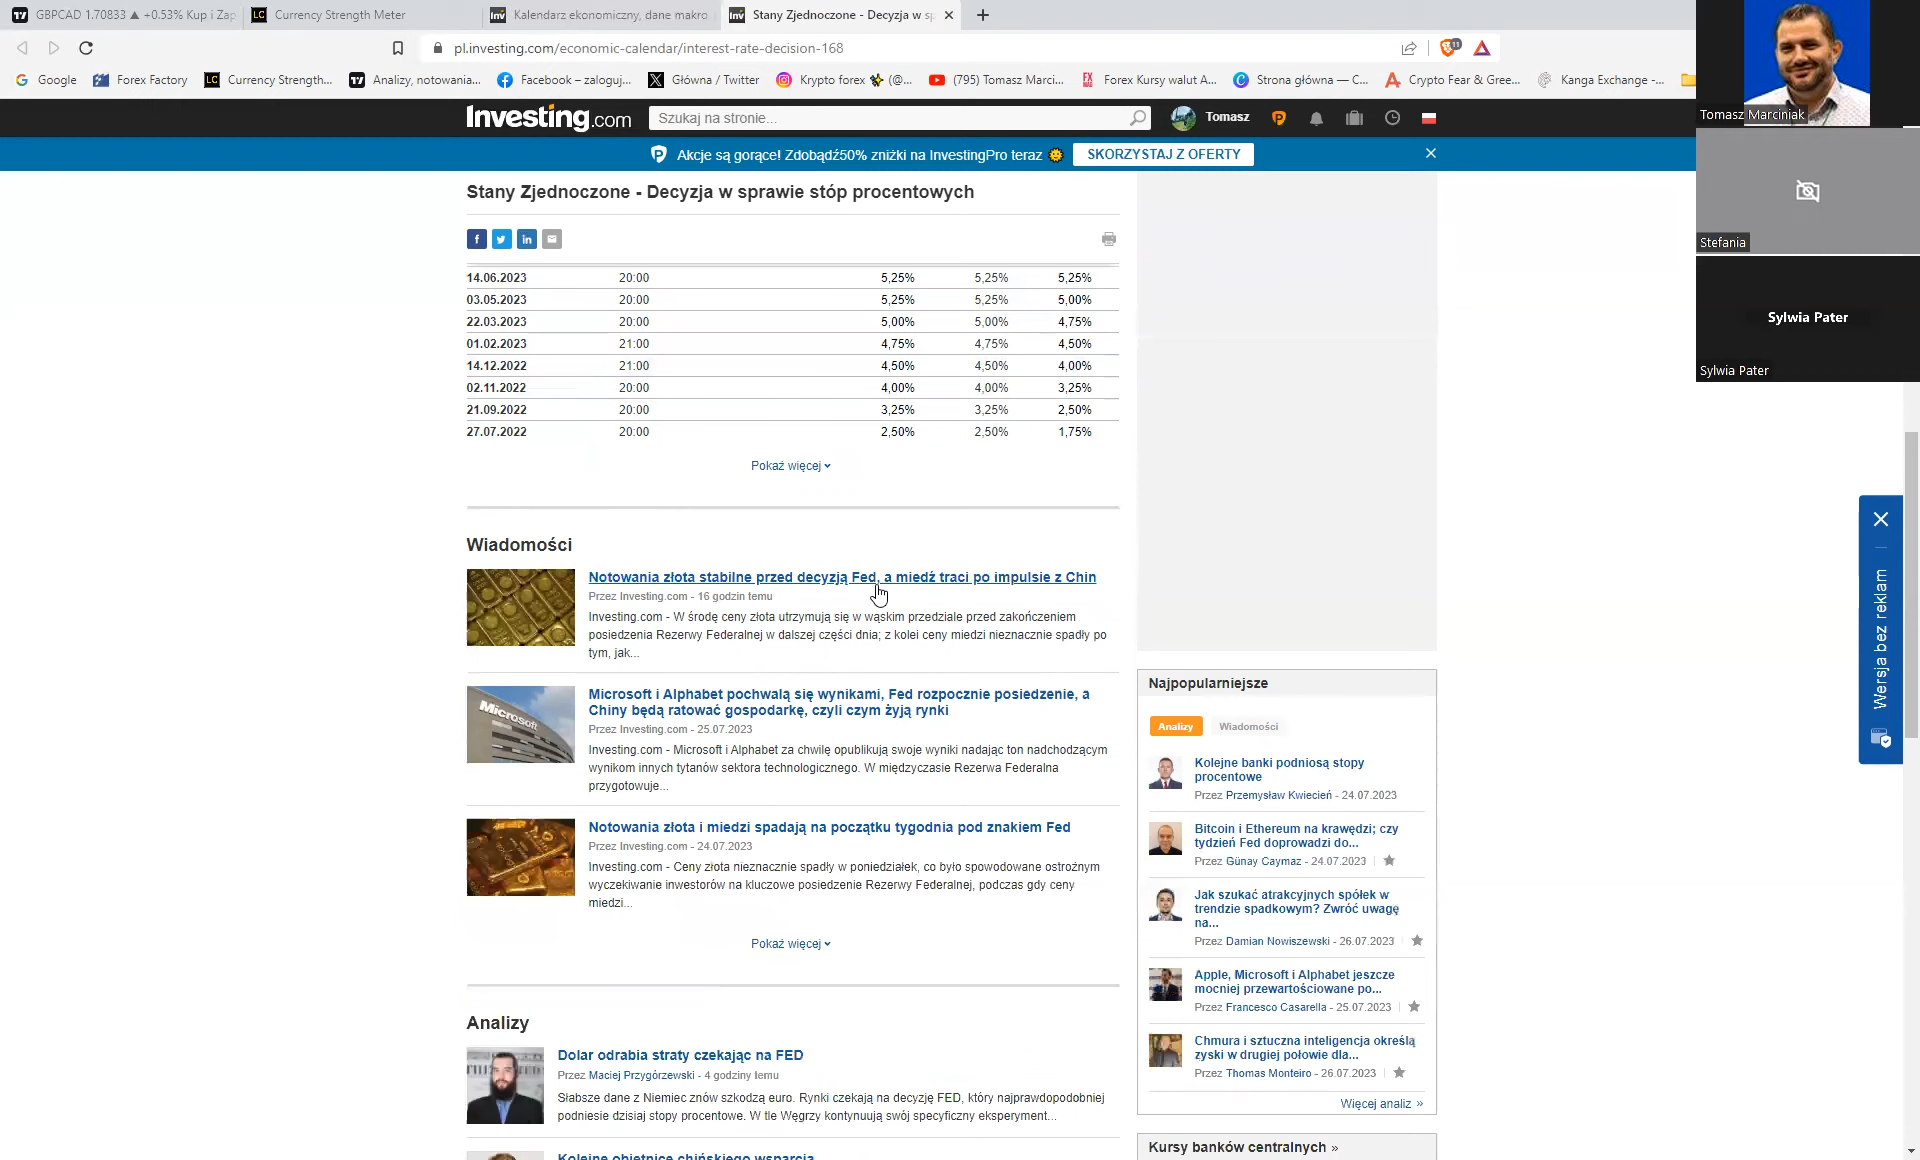 GBPCAD 1.70833 ▲ +0.53% Kup i Zap
Currency Strength Meter
Kalendarz ekonomiczny, dane makro
Stany Zjednoczone - Decyzja w sp
pl.investing.com/economic-calendar/interest-rate-decision-168
11
Google
Forex Factory
Currency Strength...
Analizy, notowania...
Facebook – zaloguj...
Główna / Twitter
Krypto forex (@...
(795) Tomasz Marci...
Forex Kursy walut A...
Strona główna — C...
Crypto Fear & Gree...
Kanga Exchange -...
Investing.com
Szukaj na stronie...
Tomasz
Akcje są gorące! Zdobądź50% zniżki na InvestingPro teraz
SKORZYSTAJ Z OFERTY
Tomasz Marciniak
Stefania
Sylwia Pater
Sylwia Pater
Stany Zjednoczone - Decyzja w sprawie stóp procentowych
14.06.2023 20:00 5,25% 5,25% 5,25%
03.05.2023 20:00 5,25% 5,25% 5,00%
22.03.2023 20:00 5,00% 5,00% 4,75%
01.02.2023 21:00 4,75% 4,75% 4,50%
14.12.2022 21:00 4,50% 4,50% 4,00%
02.11.2022 20:00 4,00% 4,00% 3,25%
21.09.2022 20:00 3,25% 3,25% 2,50%
27.07.2022 20:00 2,50% 2,50% 1,75%
Pokaż więcej
Wiadomości
Notowania złota stabilne przed decyzją Fed, a miedź traci po impulsie z Chin
Przez Investing.com - 16 godzin temu
Investing.com - W środę ceny złota utrzymują się w wąskim przedziale przed zakończeniem
posiedzenia Rezerwy Federalnej w dalszej części dnia; z kolei ceny miedzi nieznacznie spadły po
tym, jak...
Microsoft
Microsoft i Alphabet pochwalą się wynikami, Fed rozpocznie posiedzenie, a
Chiny będą ratować gospodarkę, czyli czym żyją rynki
Przez Investing.com - 25.07.2023
Investing.com - Microsoft i Alphabet za chwilę opublikują swoje wyniki nadając ton nadchodzącym
wynikom innych tytanów sektora technologicznego. W międzyczasie Rezerwa Federalna
przygotowuje...
Notowania złota i miedzi spadają na początku tygodnia pod znakiem Fed
Przez Investing.com - 24.07.2023
Investing.com - Ceny złota nieznacznie spadły w poniedziałek, co było spowodowane ostrożnym
wyczekiwanie inwestorów na kluczowe posiedzenie Rezerwy Federalnej, podczas gdy ceny
miedzi...
Pokaż więcej
Analizy
Dolar odrabia straty czekając na FED
Przez Maciej Przygórzewski - 4 godziny temu
Słabsze dane z Niemiec znów szkodzą euro. Rynki czekają na decyzję FED, który najprawdopodobniej
podniesie dzisiaj stopy procentowe. W tle Węgrzy kontynuują swój specyficzny eksperyment...
Kolejne obietnice chińskiego wsparcia
Najpopularniejsze
Analizy
Wiadomości
Kolejne banki podniosą stopy
procentowe
Przez Przemysław Kwiecień - 24.07.2023
Bitcoin i Ethereum na krawędzi; czy
tydzień Fed doprowadzi do...
Przez Günay Caymaz - 24.07.2023
Jak szukać atrakcyjnych spółek w
trendzie spadkowym? Zwróć uwagę
na...
Przez Damian Nowiszewski - 26.07.2023
Apple, Microsoft i Alphabet jeszcze
mocniej przewartościowane po...
Przez Francesco Casarella - 25.07.2023
Chmura i sztuczna inteligencja określą
zyski w drugiej połowie dla...
Przez Thomas Monteiro - 26.07.2023
Więcej analiz »
Kursy banków centralnych »
Wersja bez reklam